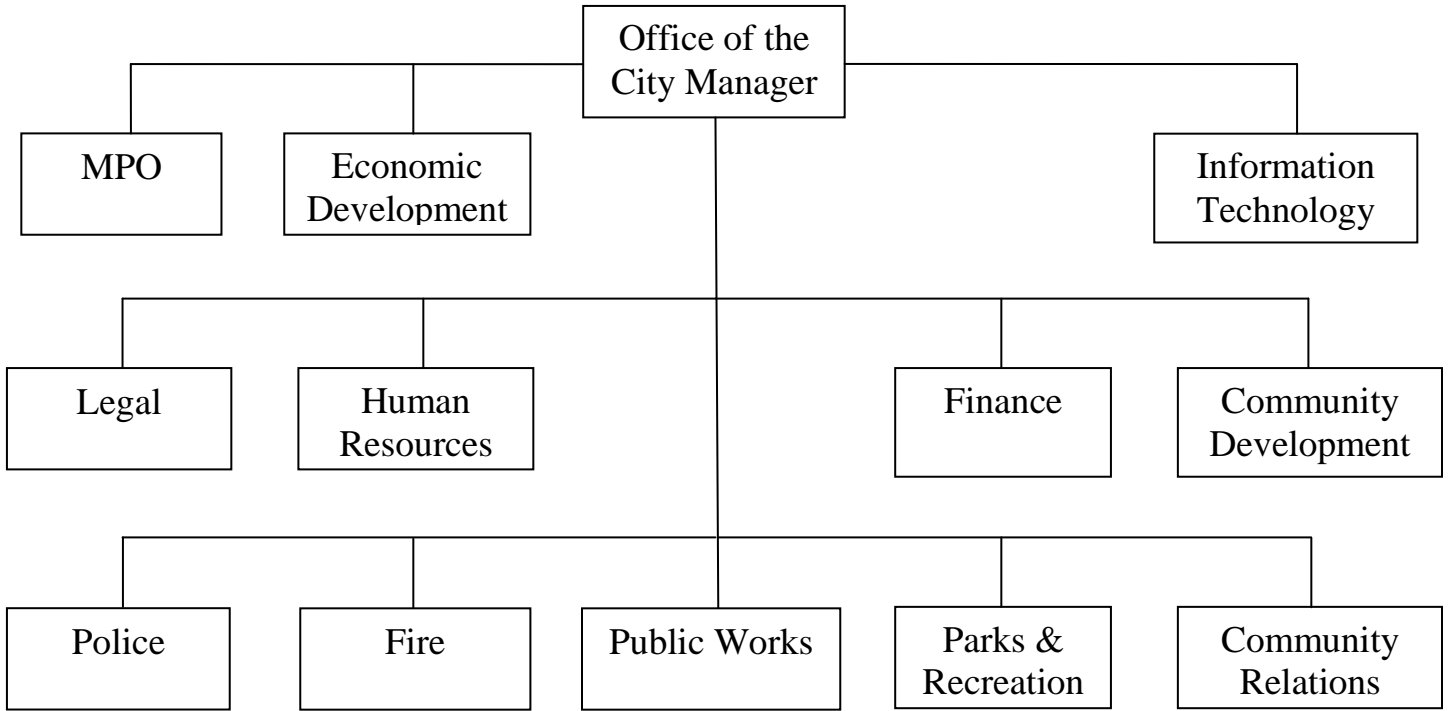 Office of the
City Manager
MPO
Economic
Development
Information
Technology
Legal
Human
Resources
Finance
Community
Development
Police
Fire
Public Works
Parks &
Recreation
Community
Relations